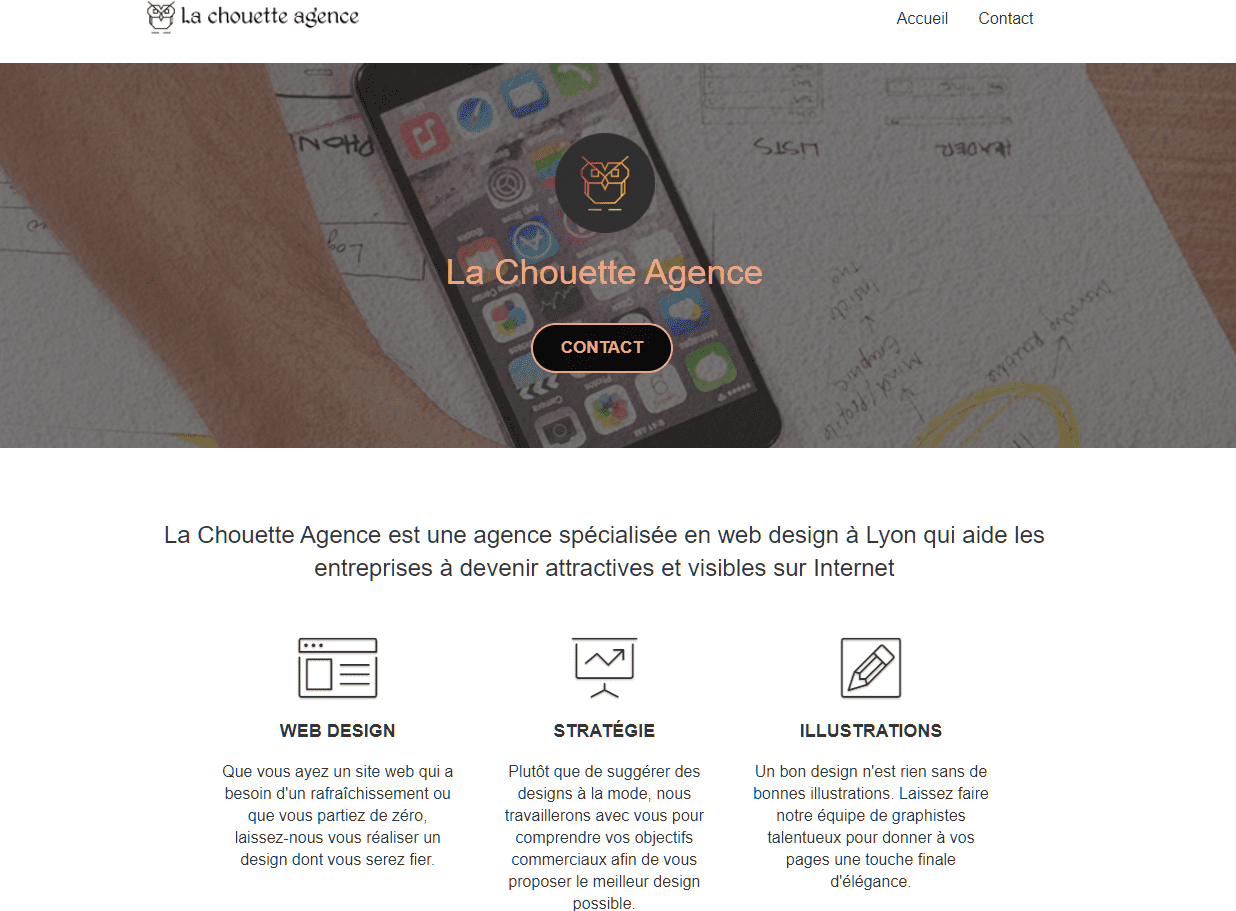 La chouette agence
Accueil Contact
PHON
LISTS
HEADER
Logo
La Chouette Agence
CONTACT
La Chouette Agence est une agence spécialisée en web design à Lyon qui aide les
entreprises à devenir attractives et visibles sur Internet
WEB DESIGN
Que vous ayez un site web qui a
besoin d'un rafraîchissement ou
que vous partiez de zéro,
laissez-nous vous réaliser un
design dont vous serez fier.
STRATÉGIE
Plutôt que de suggérer des
designs à la mode, nous
travaillerons avec vous pour
comprendre vos objectifs
commerciaux afin de vous
proposer le meilleur design
possible.
ILLUSTRATIONS
Un bon design n'est rien sans de
bonnes illustrations. Laissez faire
notre équipe de graphistes
talentueux pour donner à vos
pages une touche finale
d'élégance.